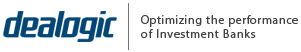 dealogic
Optimizing the performance
of Investment Banks